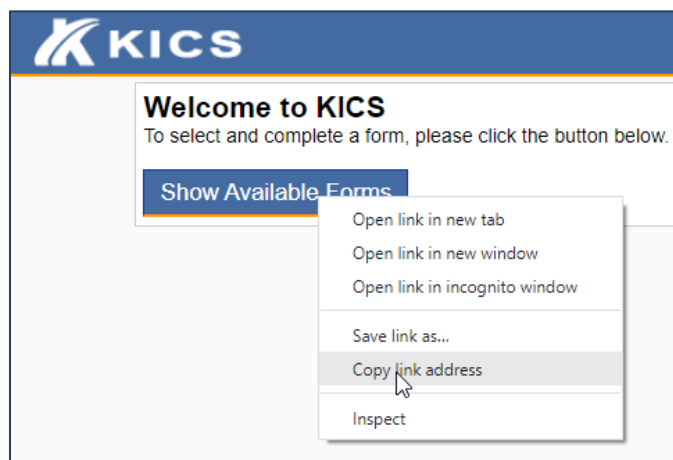 KICS
Welcome to KICS
To select and complete a form, please click the button below.
Show Available Forms
Open link in new tab
Open link in new window
Open link in incognito window
Save link as...
Copy link address
Inspect